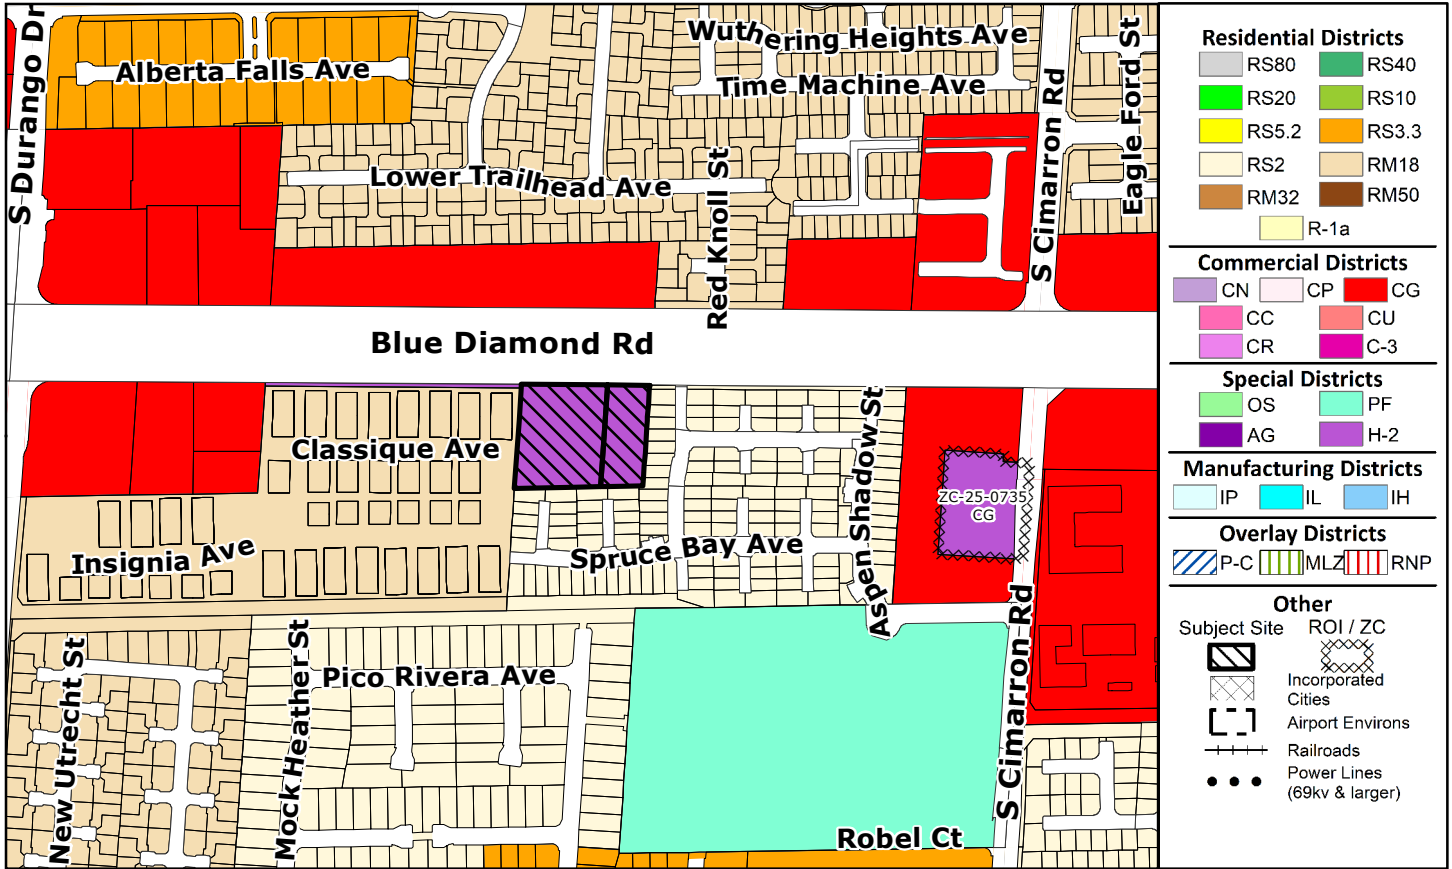 S Durango Dr
Alberta Falls Ave
Wuthering Heights Ave
Time Machine Ave
S Cimarron Rd
Eagle Ford St
Lower Trailhead Ave
Red Knoll St
Blue Diamond Rd
Classique Ave
Aspen Shadow St
ZC-25-0735
CG
Insignia Ave
Spruce Bay Ave
S Cimarron Rd
New Utrecht St
Mock Heather St
Pico Rivera Ave
Robel Ct
Residential Districts
RS80 RS40
RS20 RS10
RS5.2 RS3.3
RS2 RM18
RM32 RM50
R-1a
Commercial Districts
CN CP CG
CC CU
CR C-3
Special Districts
OS PF
AG H-2
Manufacturing Districts
IP IL IH
Overlay Districts
P-C MLZ RNP
Other
Subject Site ROI / ZC
Incorporated
Cities
Airport Environs
Railroads
Power Lines
(69kv & larger)